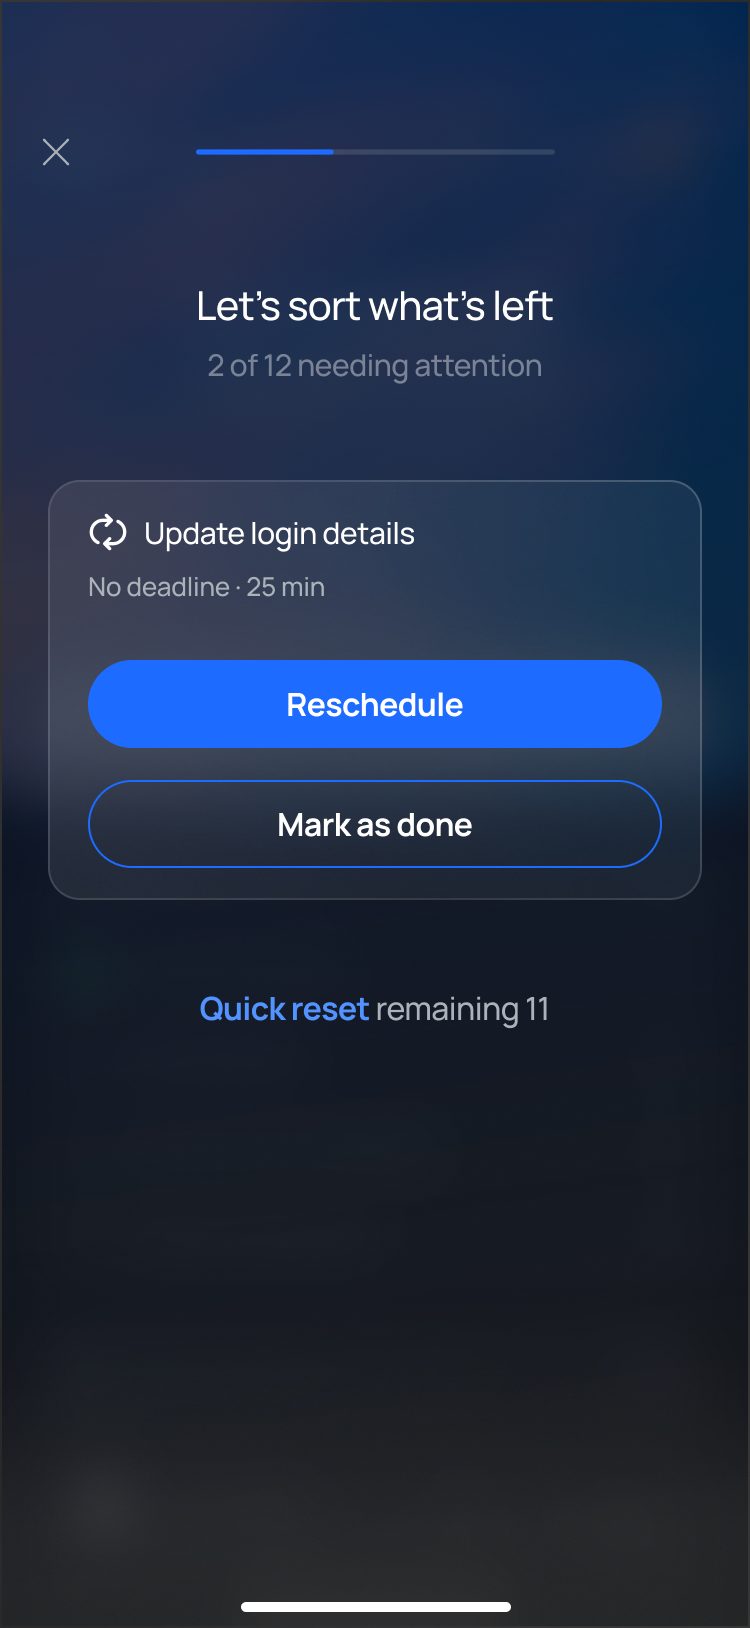 Let’s sort what’s left
2 of 12 needing attention
Update login details
No deadline · 25 min
Reschedule
Mark as done
Quick reset remaining 11